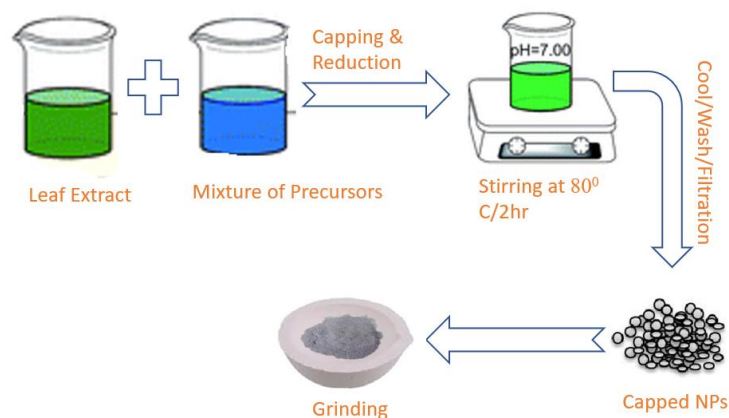 Leaf Extract
Mixture of Precursors
Capping &
Reduction
pH=7.00
Stirring at 80⁰
C/2hr
Cool/Wash/Filtration
Capped NPs
Grinding